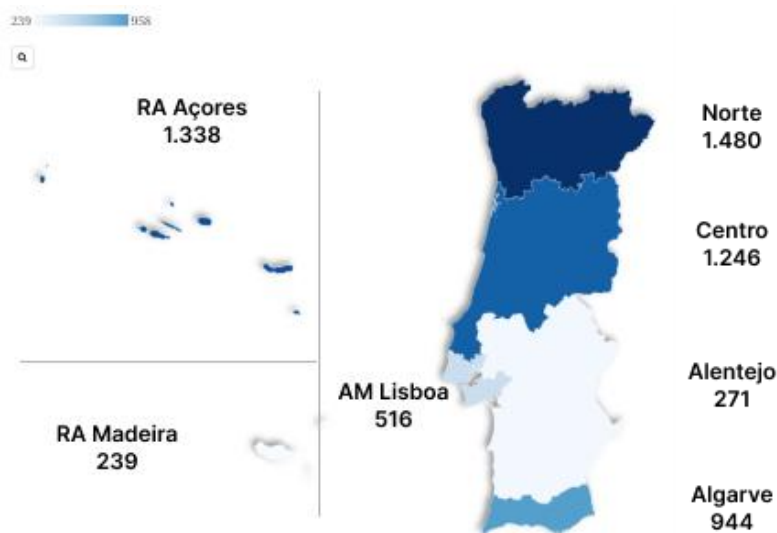 239 958
RA Açores
1.338
Norte
1.480
Centro
1.246
AM Lisboa
516
Alentejo
271
RA Madeira
239
Algarve
944